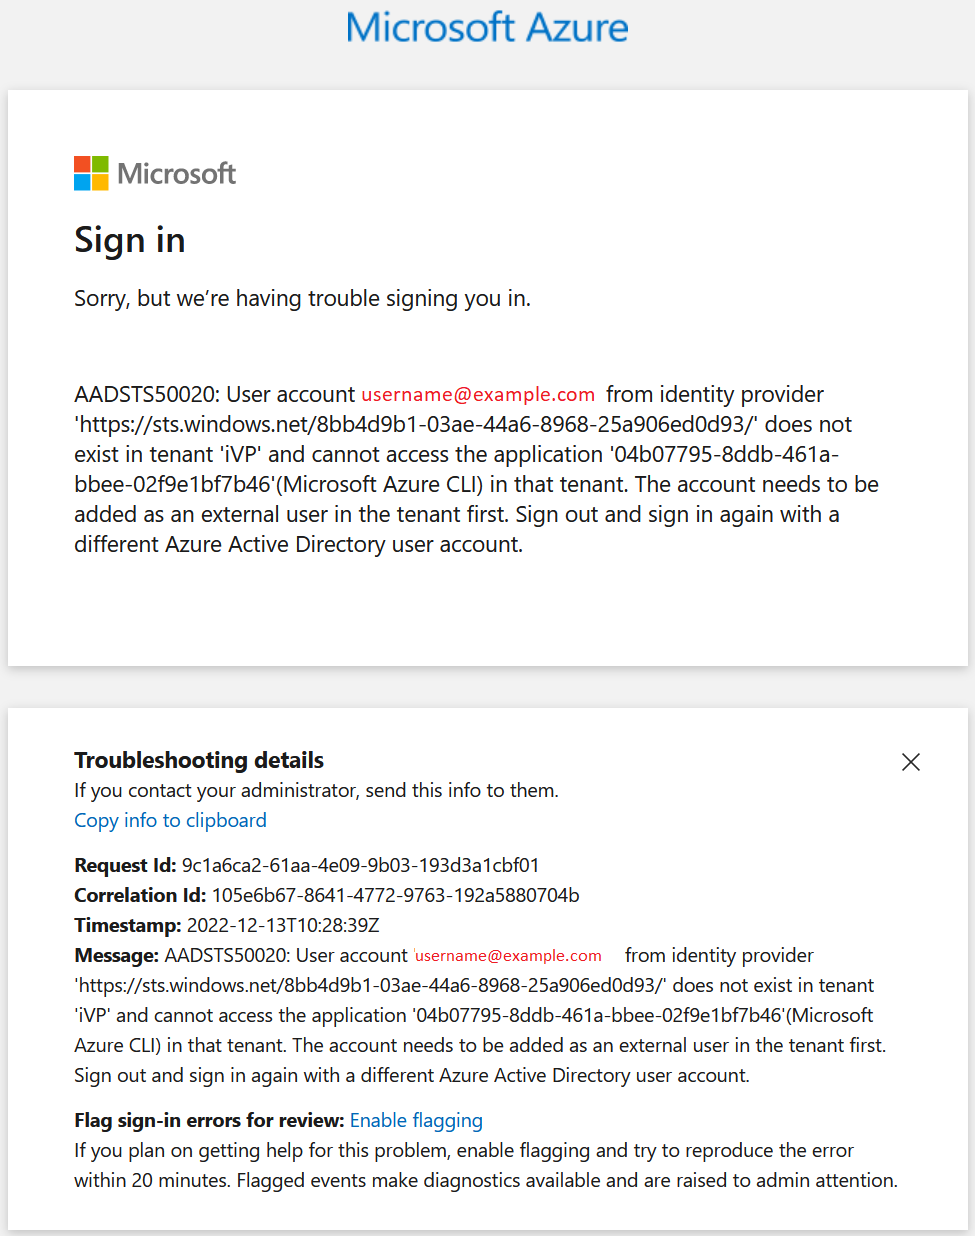 Microsoft Azure
Microsoft
Sign in
Sorry, but we’re having trouble signing you in.
AADSTS50020: User account username@example.com from identity provider
'https://sts.windows.net/8bb4d9b1-03ae-44a6-8968-25a906ed0d93/' does not
exist in tenant 'iVP' and cannot access the application '04b07795-8ddb-461a-
bbee-02f9e1bf7b46'(Microsoft Azure CLI) in that tenant. The account needs to be
added as an external user in the tenant first. Sign out and sign in again with a
different Azure Active Directory user account.
Troubleshooting details
If you contact your administrator, send this info to them.
Copy info to clipboard
Request Id: 9c1a6ca2-61aa-4e09-9b03-193d3a1cbf01
Correlation Id: 105e6b67-8641-4772-9763-192a5880704b
Timestamp: 2022-12-13T10:28:39Z
Message: AADSTS50020: User account 'username@example.com from identity provider
'https://sts.windows.net/8bb4d9b1-03ae-44a6-8968-25a906ed0d93/' does not exist in tenant
'iVP' and cannot access the application '04b07795-8ddb-461a-bbee-02f9e1bf7b46'(Microsoft
Azure CLI) in that tenant. The account needs to be added as an external user in the tenant first.
Sign out and sign in again with a different Azure Active Directory user account.
Flag sign-in errors for review: Enable flagging
If you plan on getting help for this problem, enable flagging and try to reproduce the error
within 20 minutes. Flagged events make diagnostics available and are raised to admin attention.